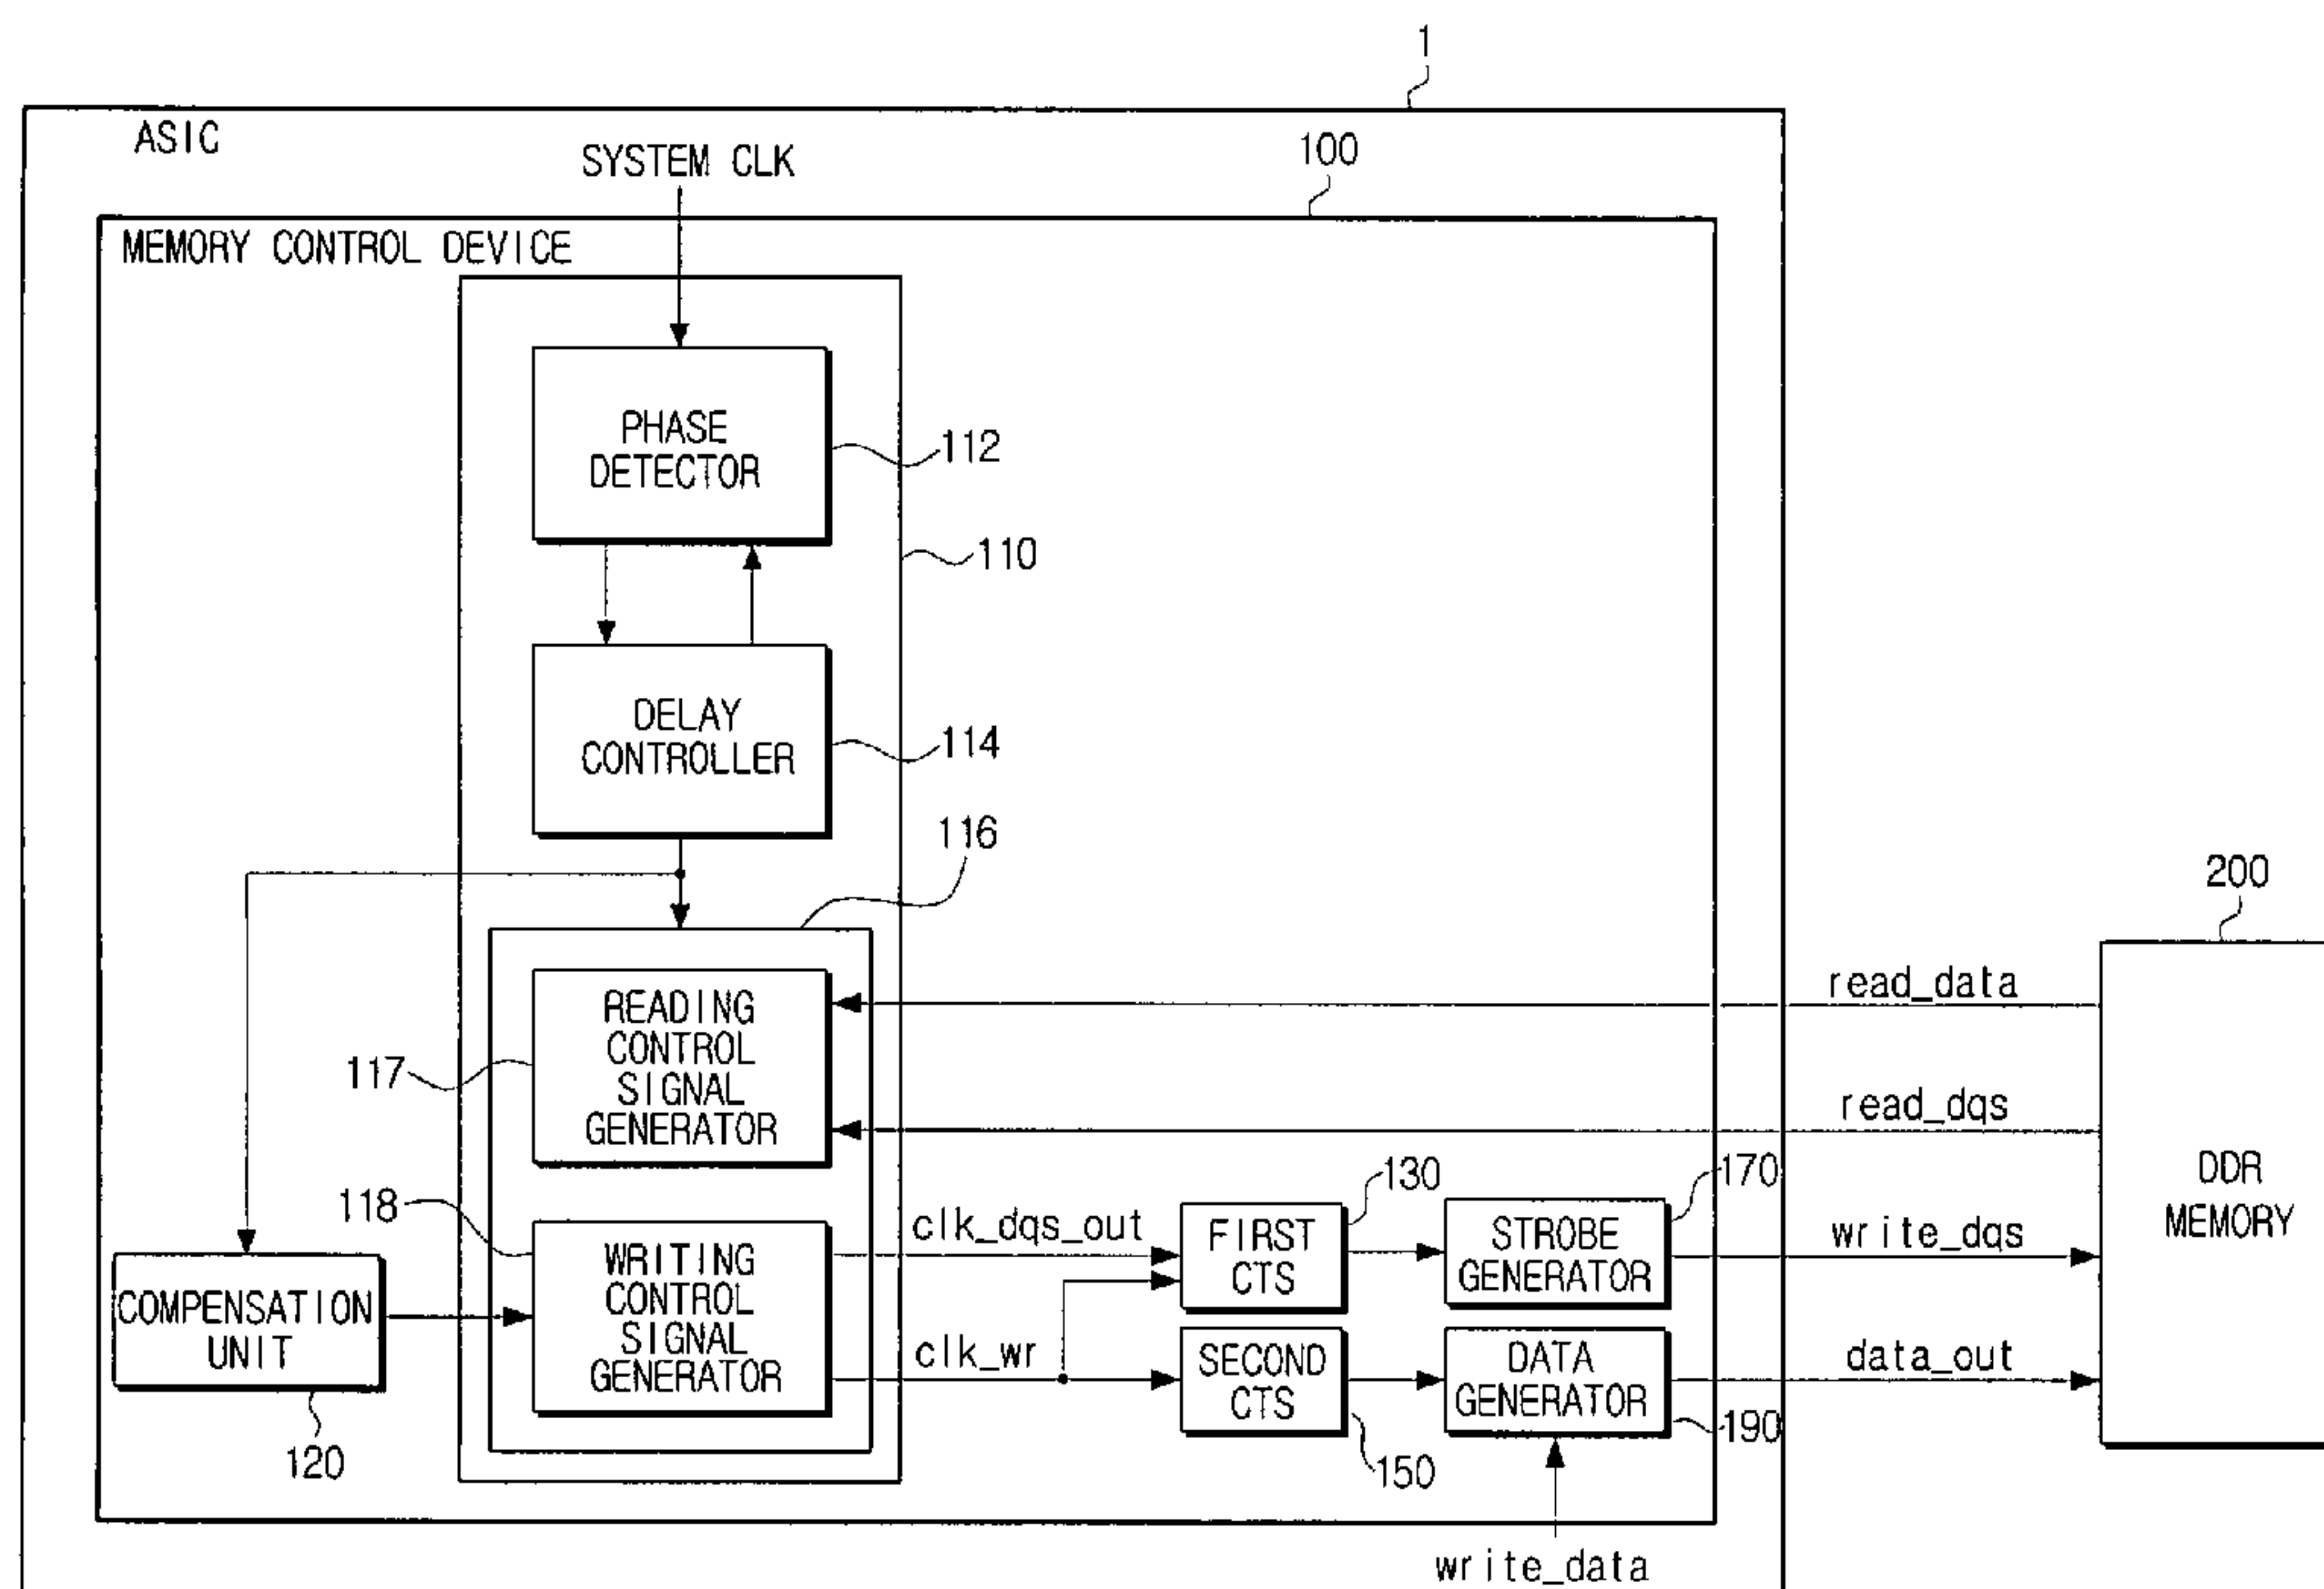 1
ASIC
SYSTEM CLK
100
MEMORY CONTROL DEVICE
PHASE
DETECTOR
112
110
DELAY
CONTROLLER
114
116
200
READING
CONTROL
SIGNAL
GENERATOR
117
read_data
read_dqs
DDR
MEMORY
118
WRITING
CONTROL
SIGNAL
GENERATOR
clk_dqs_out
130
FIRST
CTS
170
STROBE
GENERATOR
write_dqs
COMPENSATION
UNIT
120
clk_wr
SECOND
CTS
150
DATA
GENERATOR
190
data_out
write_data